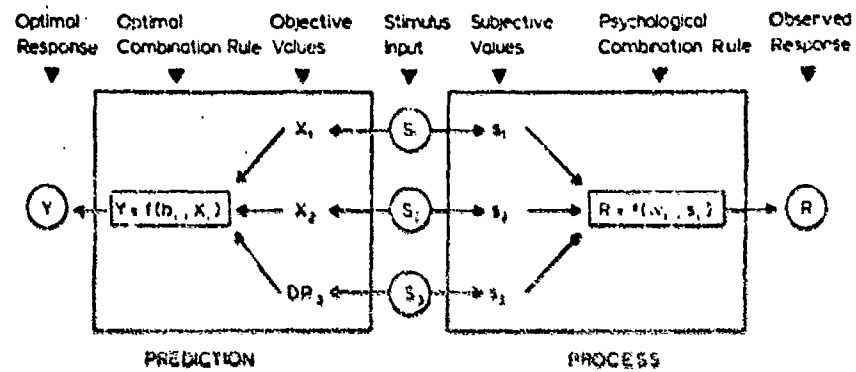 Optimal Optimal Objective Stimulus Subjective Psychological Observed
Response Combination Rule Values Input Values Combination Rule Response
X₁ S s₁
Y Y = f(b, , X, ) X₂ S₂ s₂ R = f(w, , s, ) R
S₃ s₃
PREDICTION PROCESS